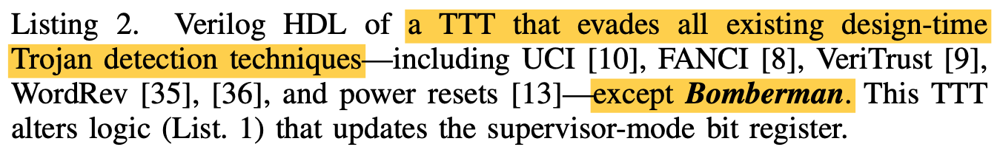 Listing 2. Verilog HDL of a TTT that evades all existing design-time
Trojan detection techniques—including UCI [10], FANCI [8], VeriTrust [9],
WordRev [35], [36], and power resets [13]—except Bomberman. This TTT
alters logic (List. 1) that updates the supervisor-mode bit register.